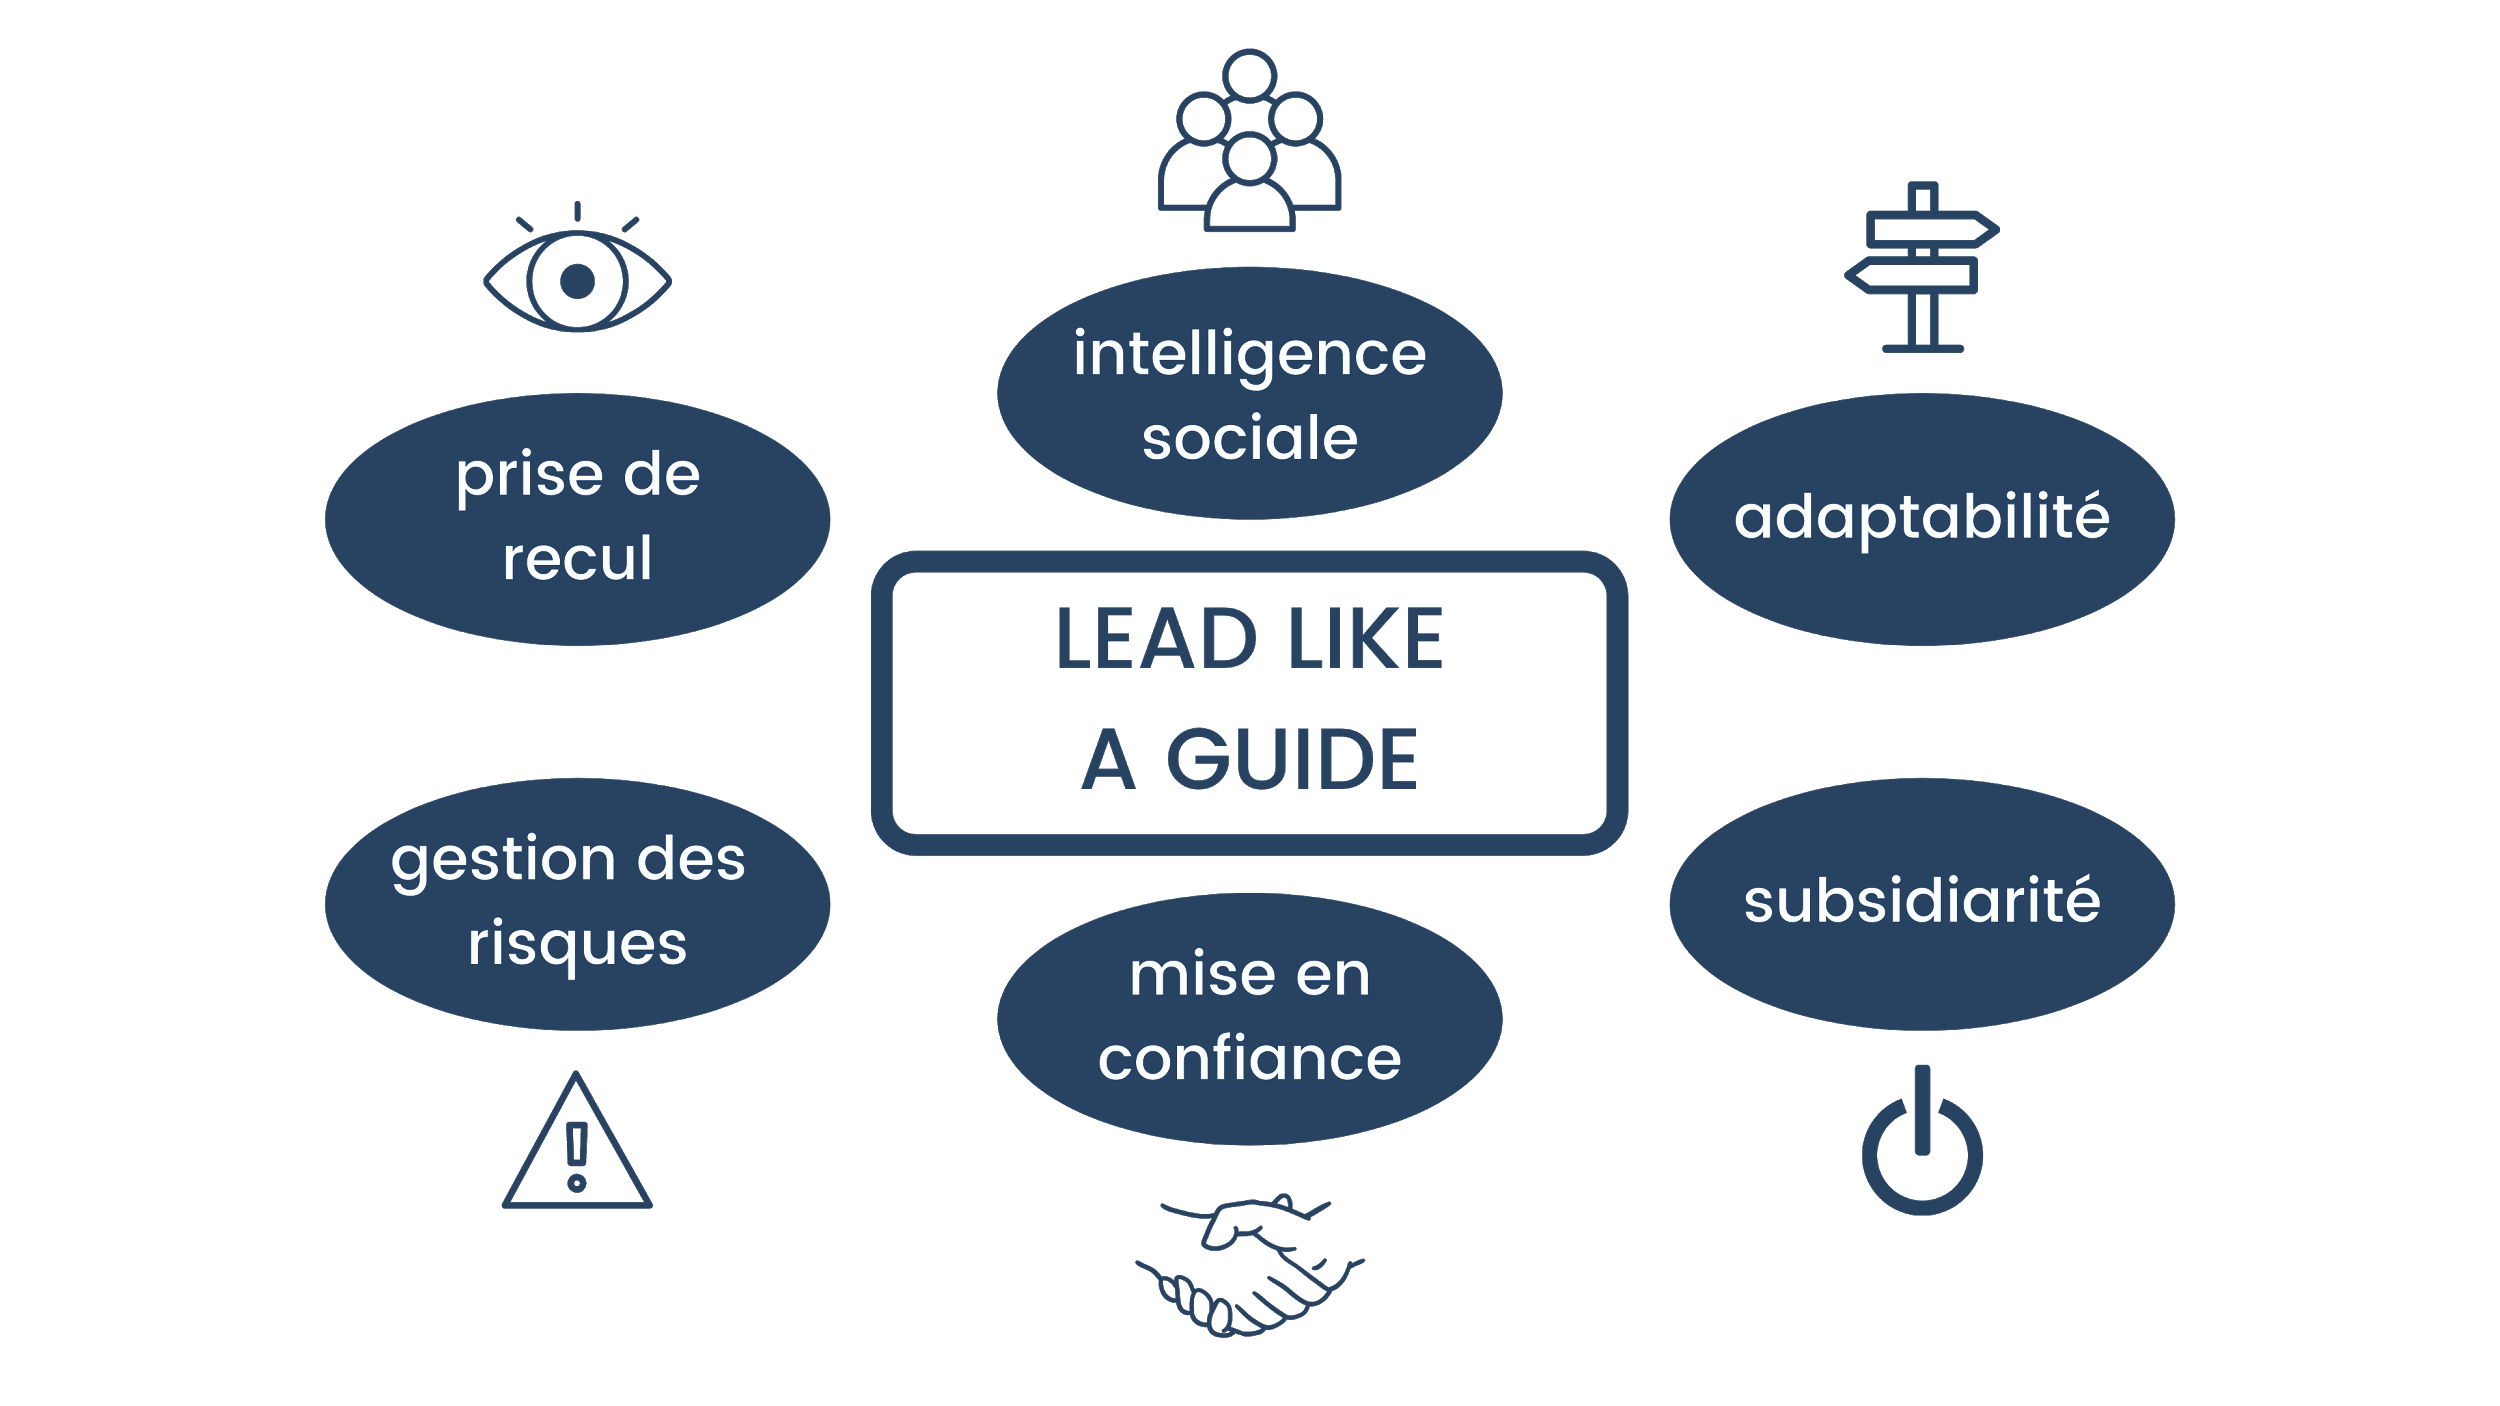 intelligence
sociale
prise de
recul
adaptabilité
LEAD LIKE
A GUIDE
gestion des
risques
subsidiarité
mise en
confiance